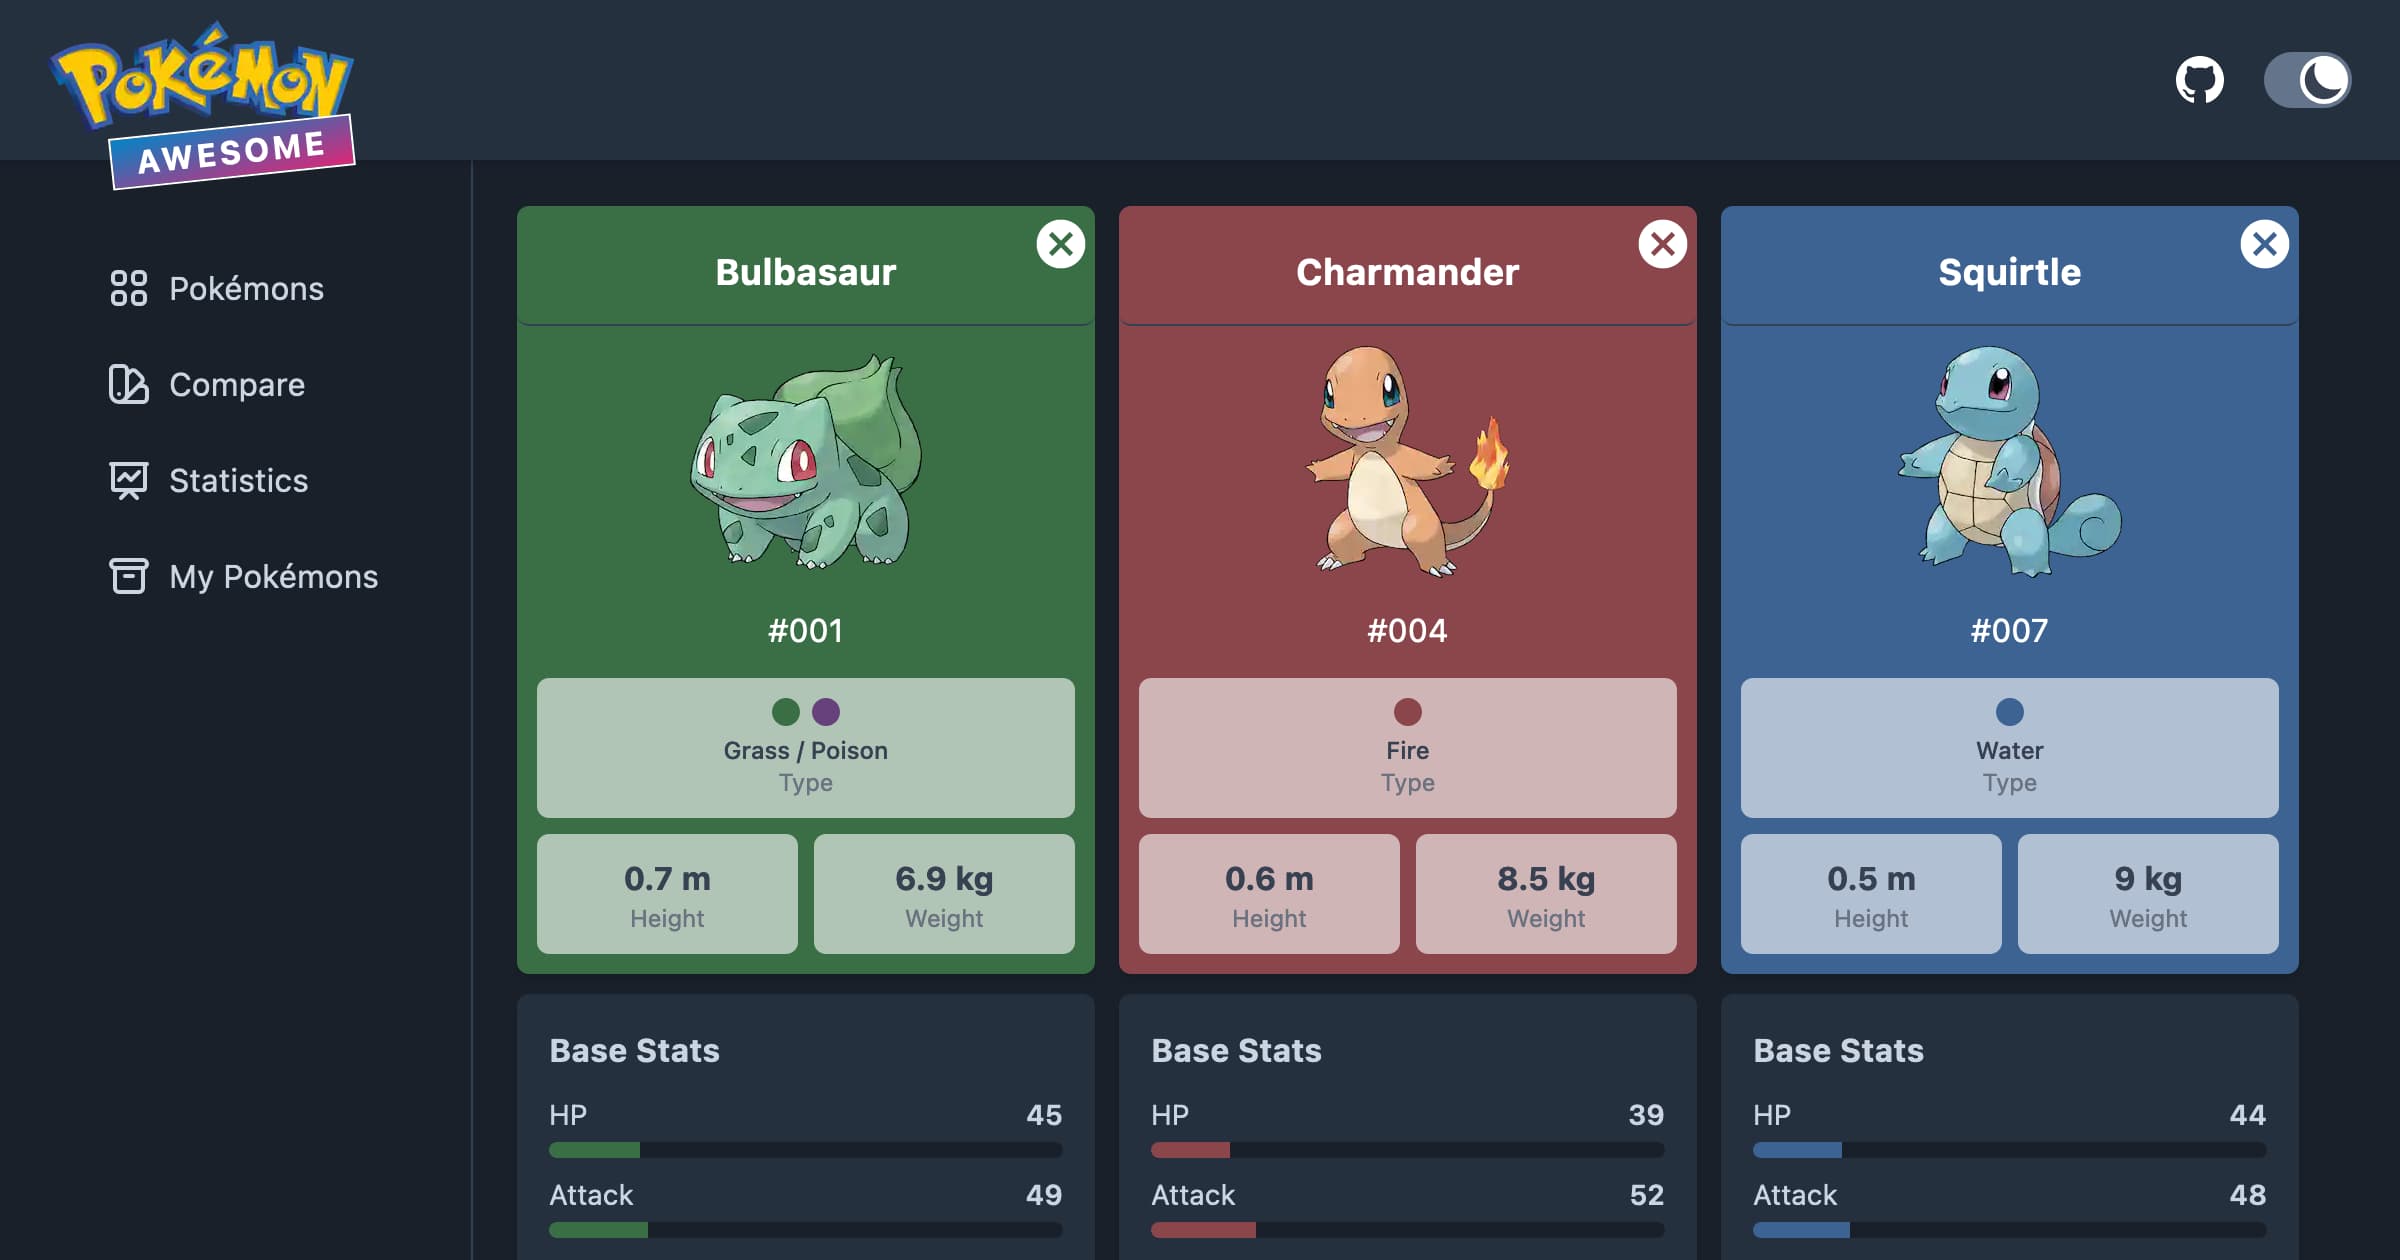 POKéMON
AWESOME
Pokémons
Compare
Statistics
My Pokémons
Bulbasaur
#001
Grass / Poison
Type
0.7 m
Height
6.9 kg
Weight
Base Stats
HP 45
Attack 49
Charmander
#004
Fire
Type
0.6 m
Height
8.5 kg
Weight
Base Stats
HP 39
Attack 52
Squirtle
#007
Water
Type
0.5 m
Height
9 kg
Weight
Base Stats
HP 44
Attack 48